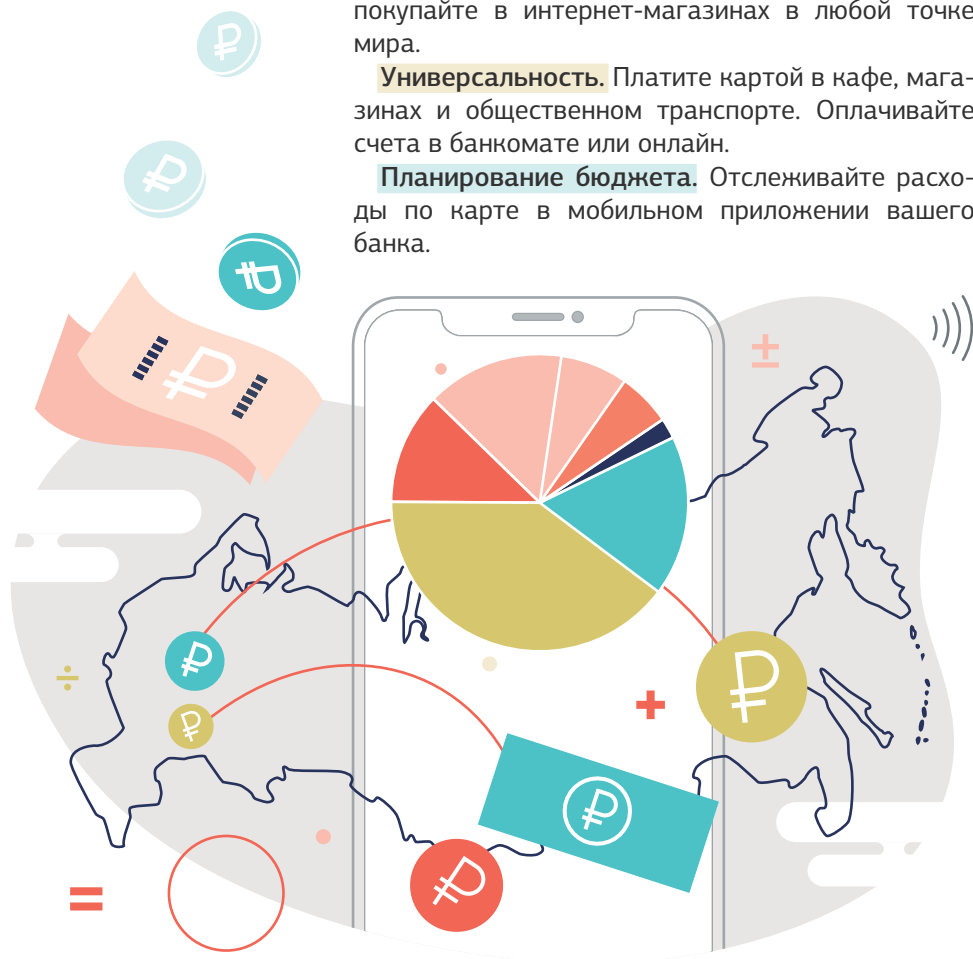 покупайте в интернет-магазинах в любой точке
мира.
Универсальность. Платите картой в кафе, мага-
зинах и общественном транспорте. Оплачивайте
счета в банкомате или онлайн.
Планирование бюджета. Отслеживайте расхо-
ды по карте в мобильном приложении вашего
банка.